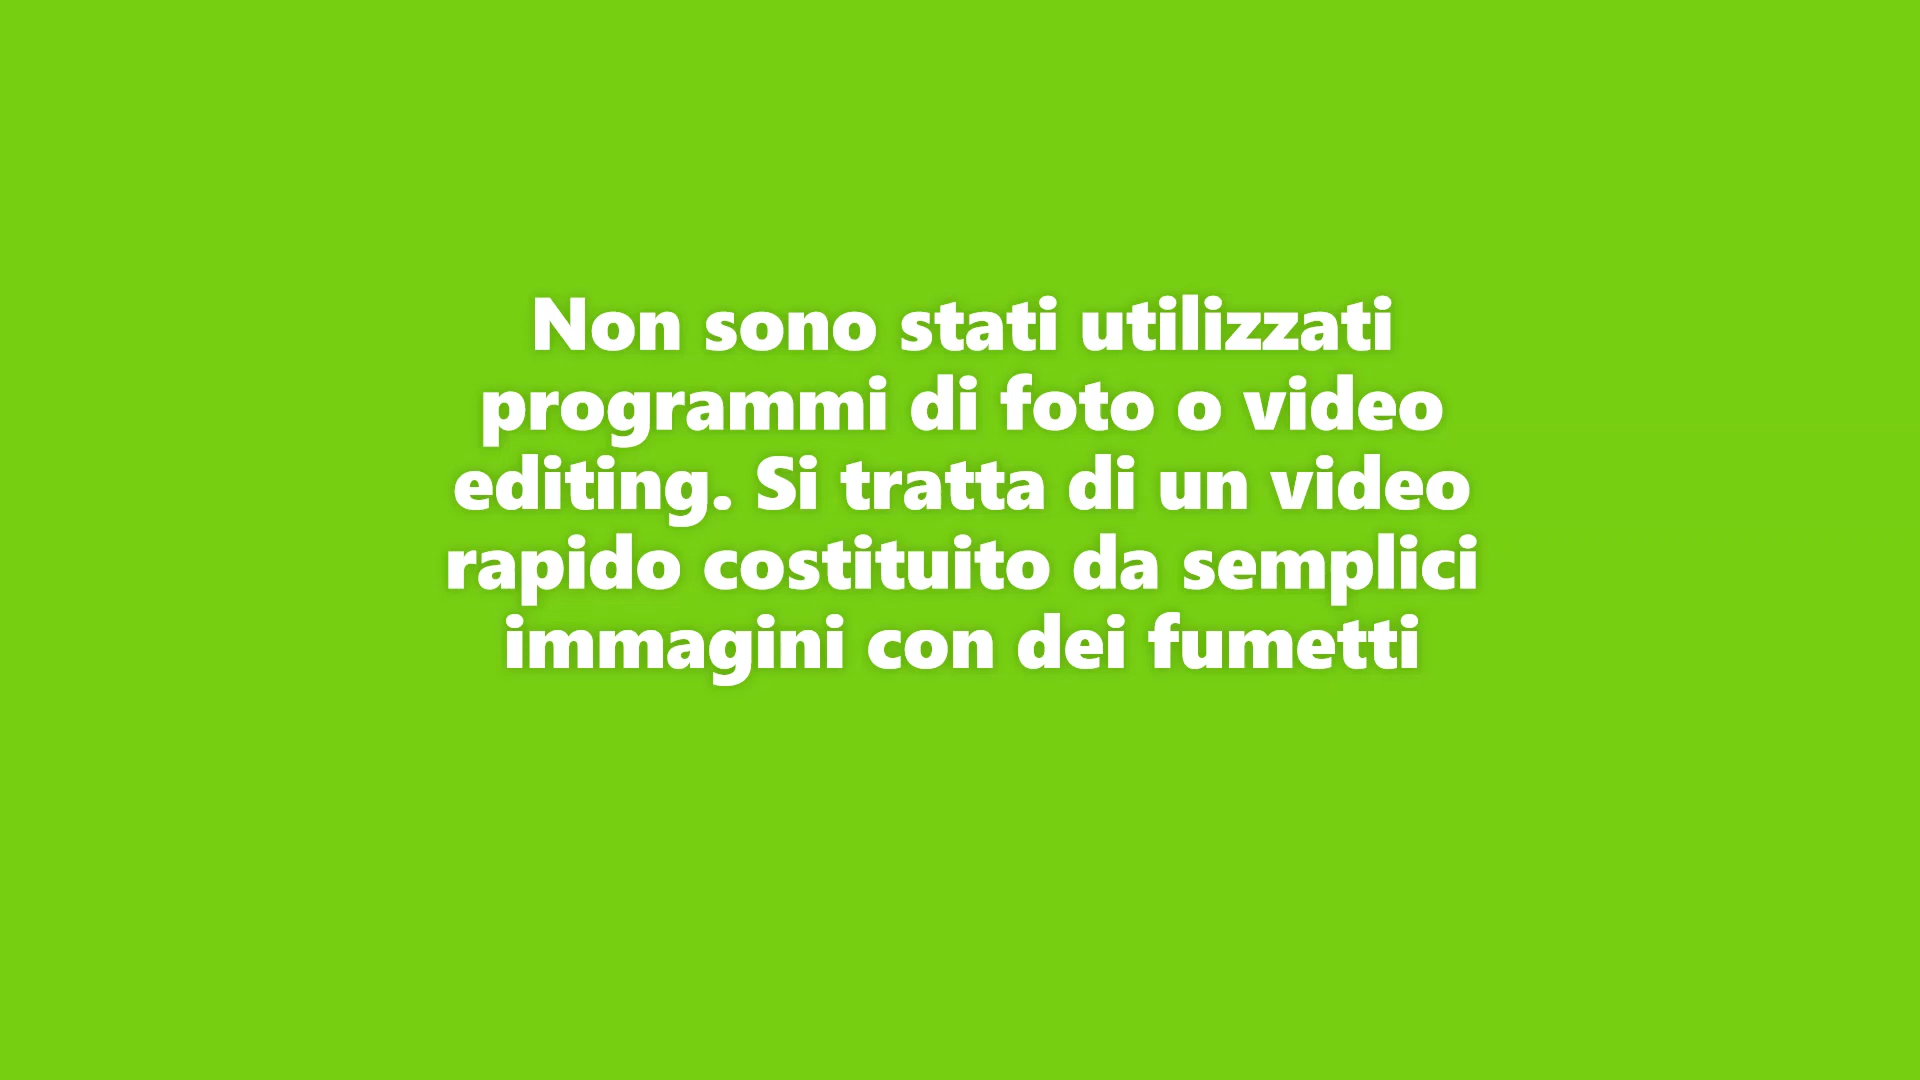 Non sono stati utilizzati
programmi di foto o video
editing. Si tratta di un video
rapido costituito da semplici
immagini con dei fumetti